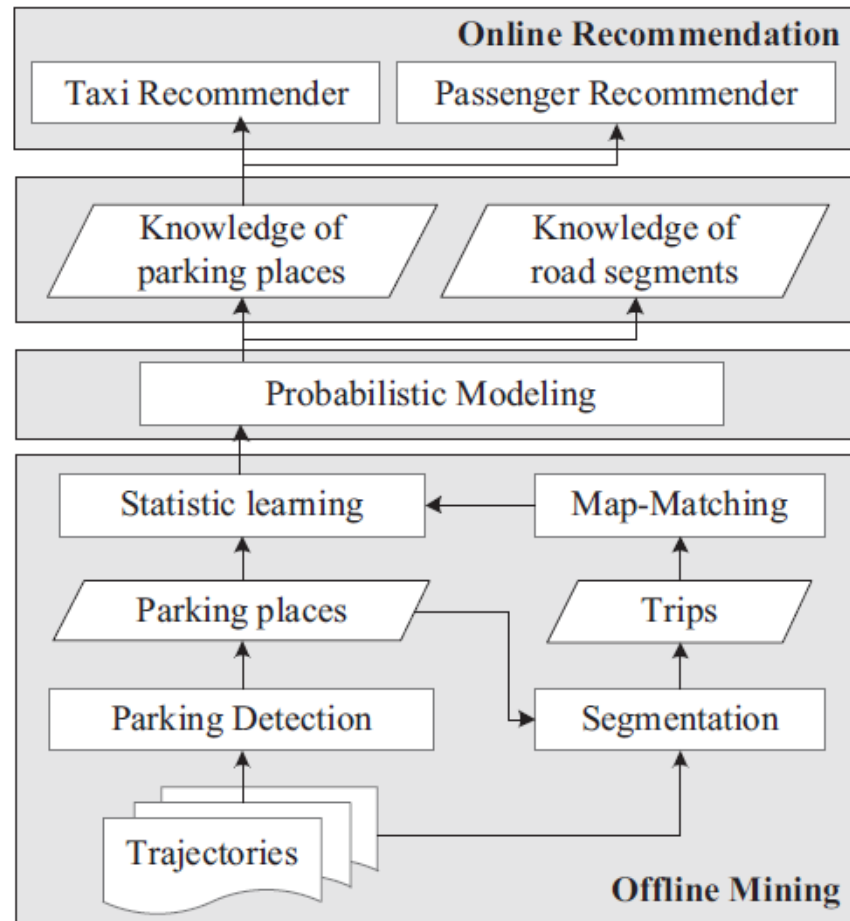 Online Recommendation
Taxi Recommender
Passenger Recommender
Knowledge of
parking places
Knowledge of
road segments
Probabilistic Modeling
Statistic learning
Map-Matching
Parking places
Trips
Parking Detection
Segmentation
Trajectories
Offline Mining